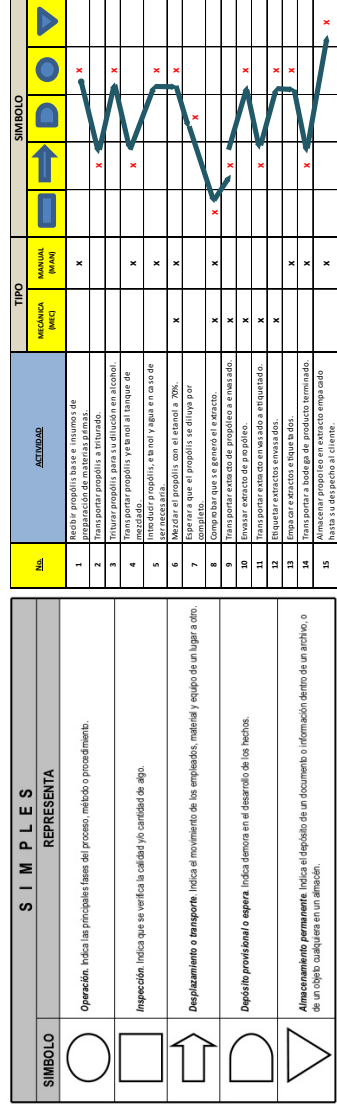 S I M P L E S
SIMBOLO
REPRESENTA
Operación. Indica las principales fases del proceso, método o procedimiento.
Inspección. Indica que se verifica la calidad y/o cantidad de algo.
Desplazamiento o transporte. Indica el movimiento de los empleados, material y equipo de un lugar a otro.
Depósito provisional o espera. Indica demora en el desarrollo de los hechos.
Almacenamiento permanente. Indica el depósito de un documento o información dentro de un archivo, o
de un objeto cualquiera en un almacén.
TIPO
SIMBOLO
No.
ACTIVIDAD
MECÁNICA
(MEC)
MANUAL
(MAN)
1 Recibir propólis base e insumos de
preparación de materias primas. x x
2 Transportar propólis a triturado. x
3 Triturar propólis para su dilución en alcohol. x
4 Transportar propólis y etanol al tanque de
mezclado. x x
5 Introducir propólis, etanol y agua en caso de
ser necesaria. x x
6 Mezclar el propólis con el etanol a 70%. x x x
7 Esperar a que el propólis se diluya por
completo. x
8 Comprobar que se generó el extracto. x x x
9 Transportar extracto de propóleo a envasado. x x
10 Envasar extracto de propóleo. x x
11 Transportar extracto envasado a etiquetado. x x
12 Etiquetar extractos envasados. x x
13 Empacar extractos etiquetados. x x
14 Transportar a bodega de producto terminado. x x
15 Almacenar propoleo en extracto empacado
hasta su despecho al cliente. x x